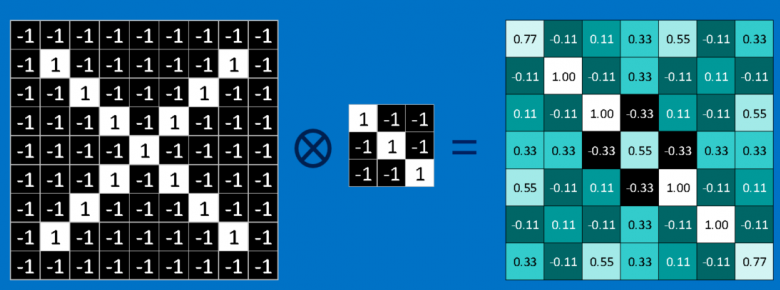 -1 -1 -1 -1 -1 -1 -1 -1 -1
-1 1 -1 -1 -1 -1 -1 1 -1
-1 -1 1 -1 -1 -1 1 -1 -1
-1 -1 -1 1 -1 1 -1 -1 -1
-1 -1 -1 -1 1 -1 -1 -1 -1
-1 -1 -1 1 -1 1 -1 -1 -1
-1 -1 1 -1 -1 -1 1 -1 -1
-1 1 -1 -1 -1 -1 -1 1 -1
-1 -1 -1 -1 -1 -1 -1 -1 -1
⊗
1 -1 -1
-1 1 -1
-1 -1 1
=
0.77 -0.11 0.11 0.33 0.55 -0.11 0.33
-0.11 1.00 -0.11 0.33 -0.11 0.11 -0.11
0.11 -0.11 1.00 -0.33 0.11 -0.11 0.55
0.33 0.33 -0.33 0.55 -0.33 0.33 0.33
0.55 -0.11 0.11 -0.33 1.00 -0.11 0.11
-0.11 0.11 -0.11 0.33 -0.11 1.00 -0.11
0.33 -0.11 0.55 0.33 0.11 -0.11 0.77